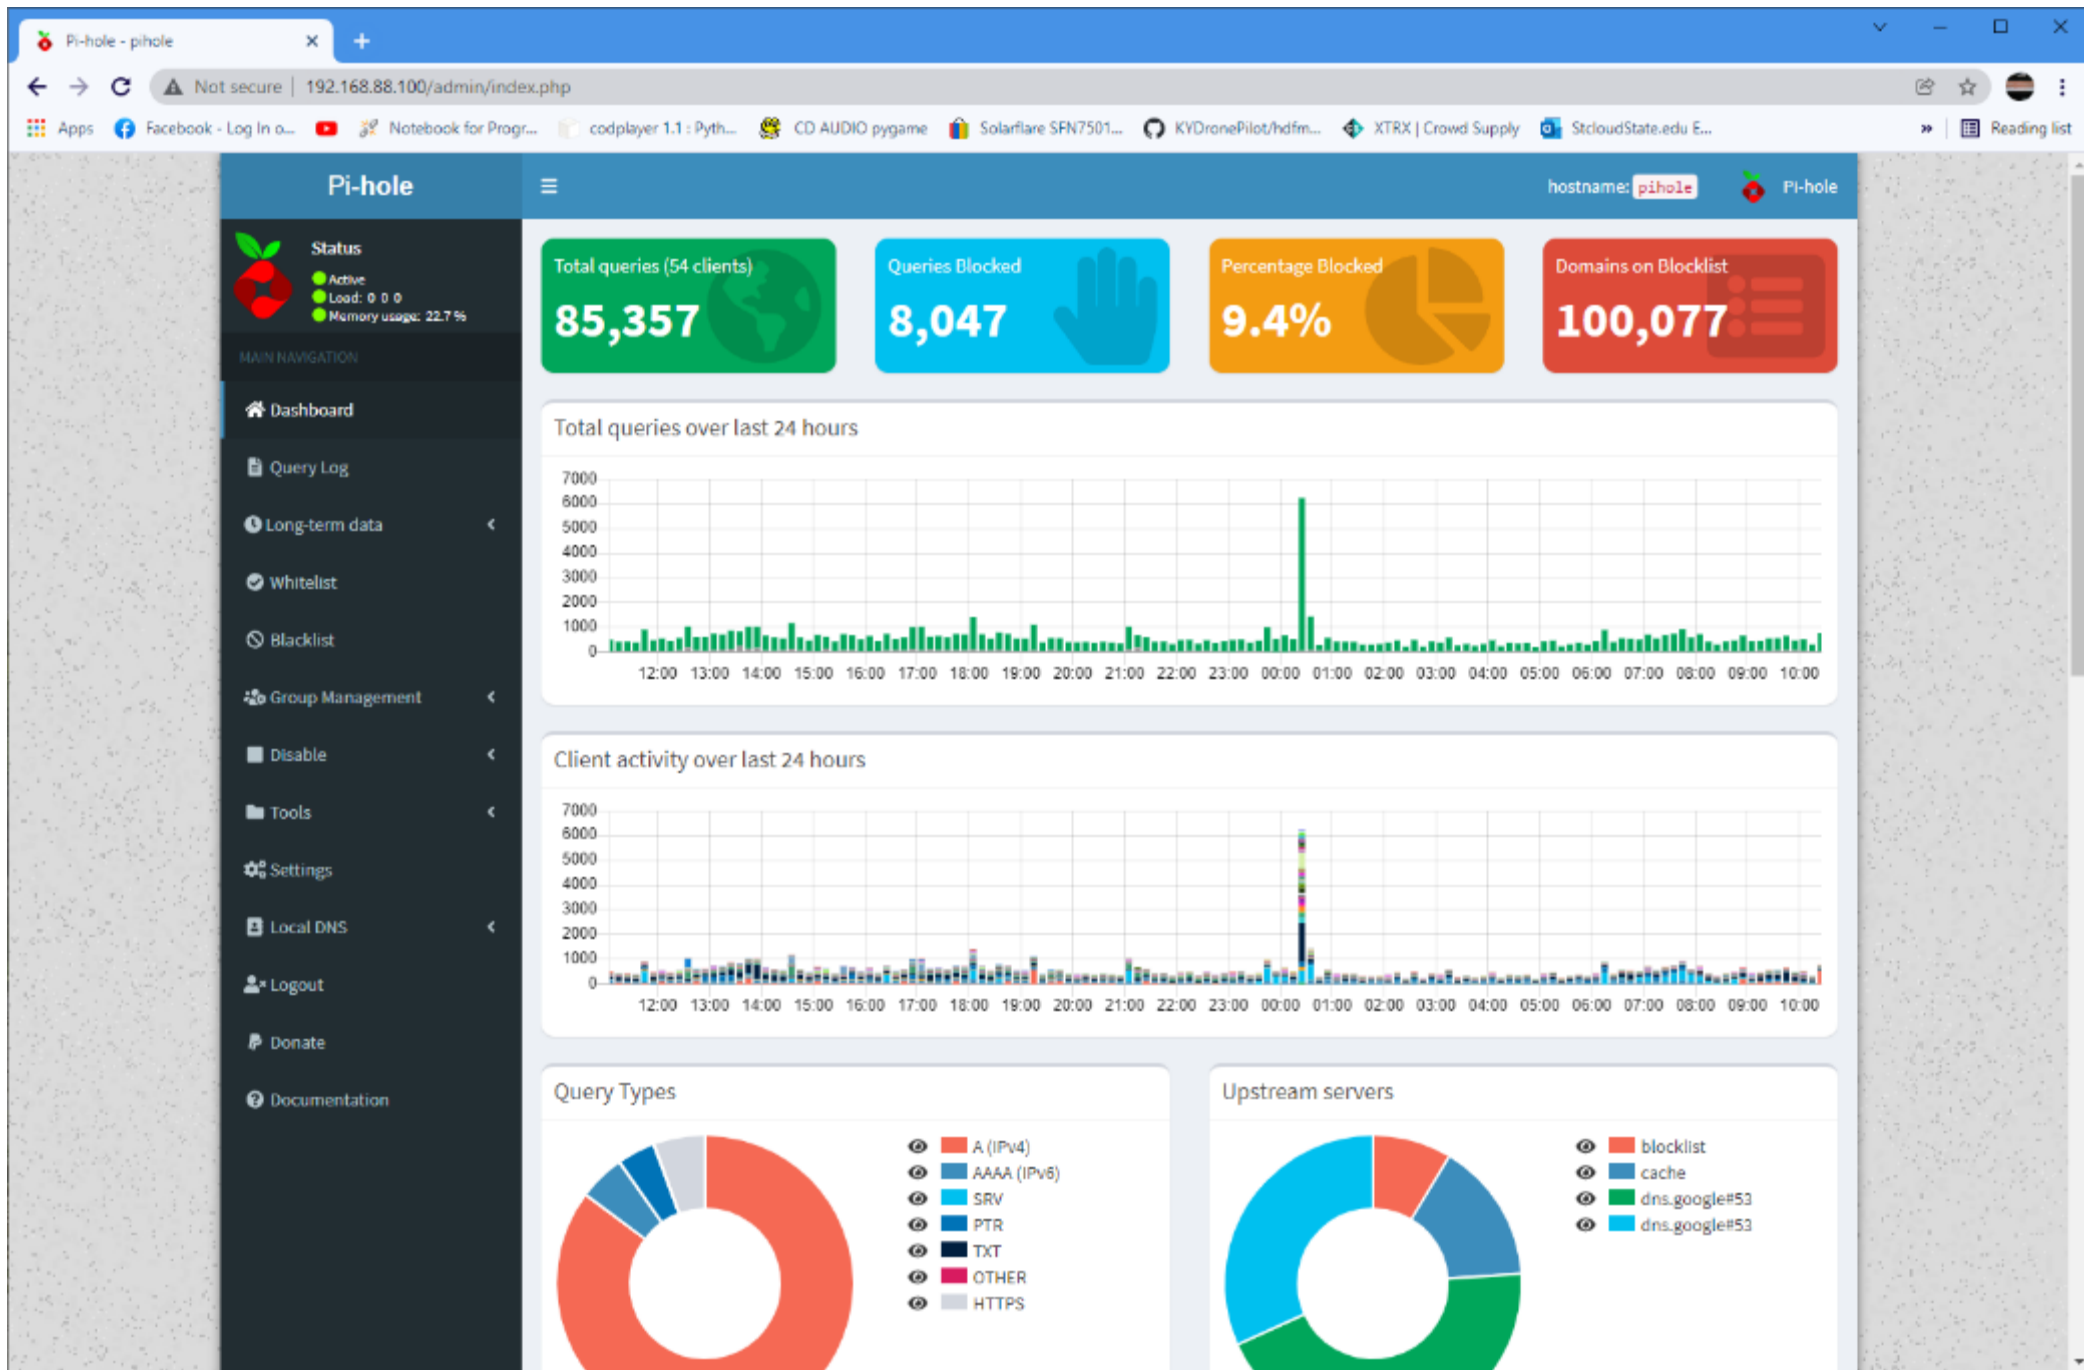 Pi-hole - pihole
Not secure | 192.168.88.100/admin/index.php
Apps Facebook - Log In o... Notebook for Progr... codplayer 1.1 : Pyth... CD AUDIO pygame Solarflare SFN7501... KYDronePilot/hdfm... XTRX | Crowd Supply StcloudState.edu E... » Reading list
Pi-hole
hostname: pihole Pi-hole
Status
Active
Load: 0 0 0
Memory usage: 22.7 %
MAIN NAVIGATION
Dashboard
Query Log
Long-term data
Whitelist
Blacklist
Group Management
Disable
Tools
Settings
Local DNS
Logout
Donate
Documentation
Total queries (54 clients)
85,357
Queries Blocked
8,047
Percentage Blocked
9.4%
Domains on Blocklist
100,077
Total queries over last 24 hours
7000
6000
5000
4000
3000
2000
1000
0
12:00 13:00 14:00 15:00 16:00 17:00 18:00 19:00 20:00 21:00 22:00 23:00 00:00 01:00 02:00 03:00 04:00 05:00 06:00 07:00 08:00 09:00 10:00
Client activity over last 24 hours
7000
6000
5000
4000
3000
2000
1000
0
12:00 13:00 14:00 15:00 16:00 17:00 18:00 19:00 20:00 21:00 22:00 23:00 00:00 01:00 02:00 03:00 04:00 05:00 06:00 07:00 08:00 09:00 10:00
Query Types
A (IPv4)
AAAA (IPv6)
SRV
PTR
TXT
OTHER
HTTPS
Upstream servers
blocklist
cache
dns.google#53
dns.google#53